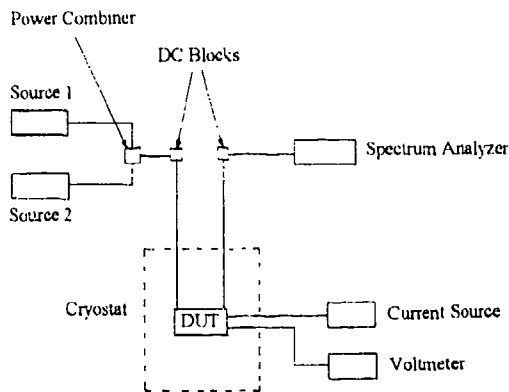 Power Combiner
DC Blocks
Source 1
Spectrum Analyzer
Source 2
Cryostat
DUT
Current Source
Voltmeter